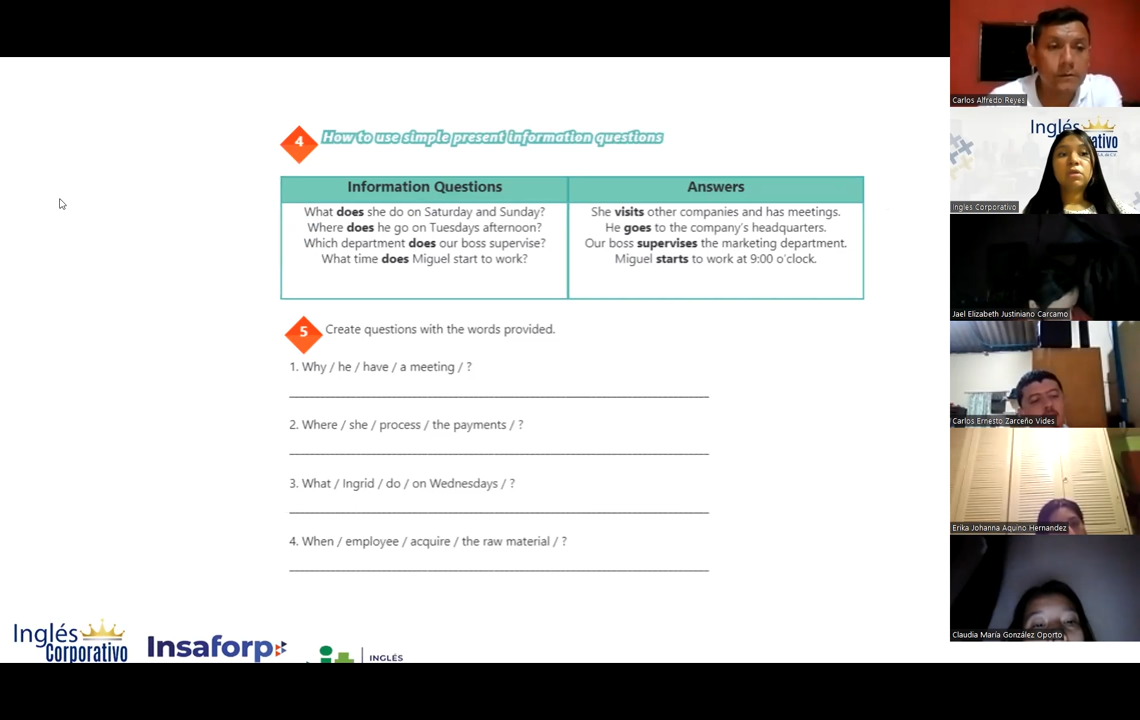 4
How to use simple present information questions
Information Questions
Answers
What does she do on Saturday and Sunday?
Where does he go on Tuesdays afternoon?
Which department does our boss supervise?
What time does Miguel start to work?
She visits other companies and has meetings.
He goes to the company's headquarters.
Our boss supervises the marketing department.
Miguel starts to work at 9:00 o'clock.
5
Create questions with the words provided.
1. Why / he / have / a meeting / ?
2. Where / she / process / the payments / ?
3. What / Ingrid / do / on Wednesdays / ?
4. When / employee / acquire / the raw material / ?
Inglés
Corporativo
Insaforp
INGLÉS
Carlos Alfredo Reyes
Inglés
Ingles Corporativo
Jael Elizabeth Justiniano Carcamo
Carlos Ernesto Zarceño Vides
Erika Johanna Aquino Hernandez
Claudia María González Oporto